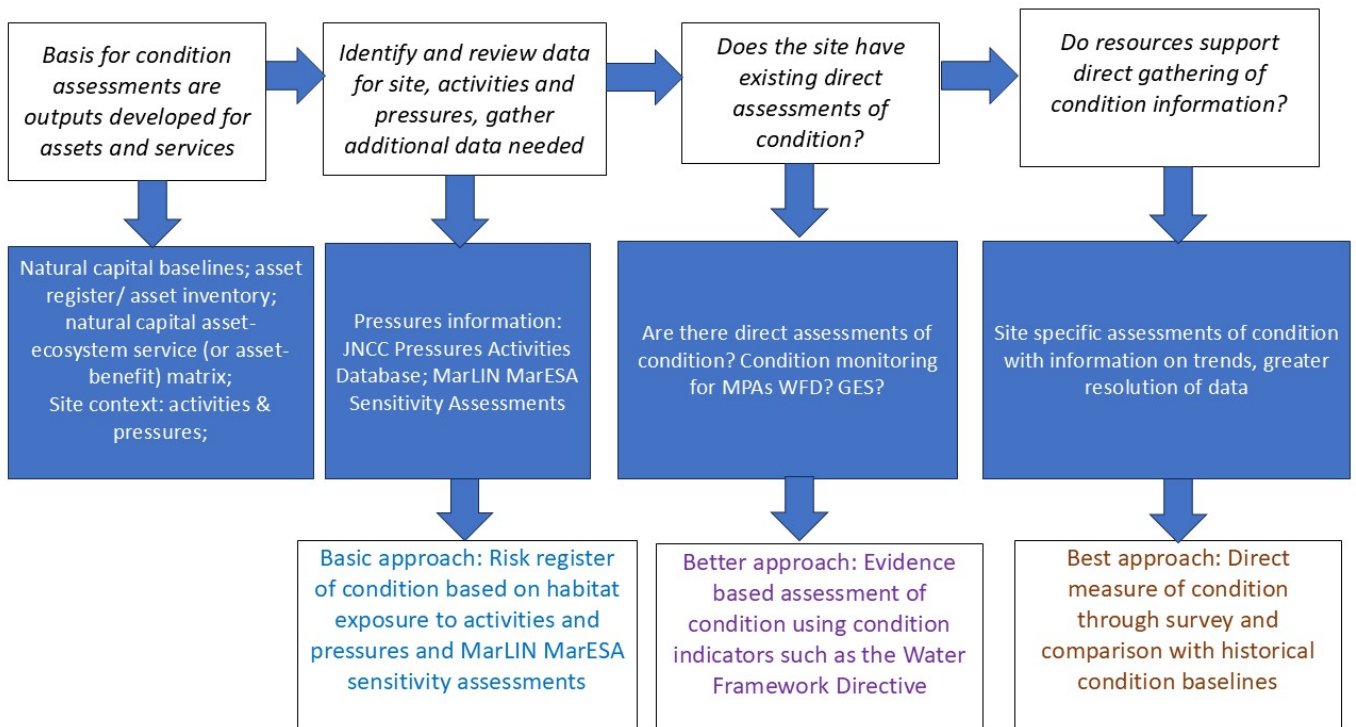 Basis for condition
assessments are
outputs developed for
assets and services
Identify and review data
for site, activities and
pressures, gather
additional data needed
Does the site have
existing direct
assessments of
condition?
Do resources support
direct gathering of
condition information?
Natural capital baselines; asset
register/ asset inventory;
natural capital asset-
ecosystem service (or asset-
benefit) matrix;
Site context: activities &
pressures;
Pressures information:
JNCC Pressures Activities
Database; MarLIN MarESA
Sensitivity Assessments
Are there direct assessments of
condition? Condition monitoring
for MPAs WFD? GES?
Site specific assessments of condition
with information on trends, greater
resolution of data
Basic approach: Risk register
of condition based on habitat
exposure to activities and
pressures and MarLIN MarESA
sensitivity assessments
Better approach: Evidence
based assessment of
condition using condition
indicators such as the Water
Framework Directive
Best approach: Direct
measure of condition
through survey and
comparison with historical
condition baselines